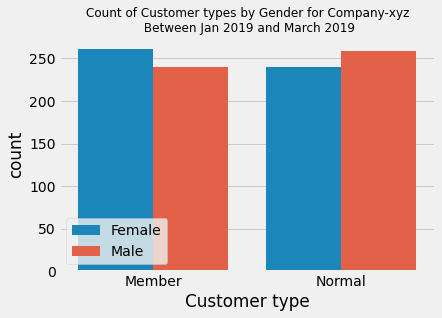 Count of Customer types by Gender for Company-xyz
Between Jan 2019 and March 2019
250
200
150
100
50
0
count
Female
Male
Member
Normal
Customer type